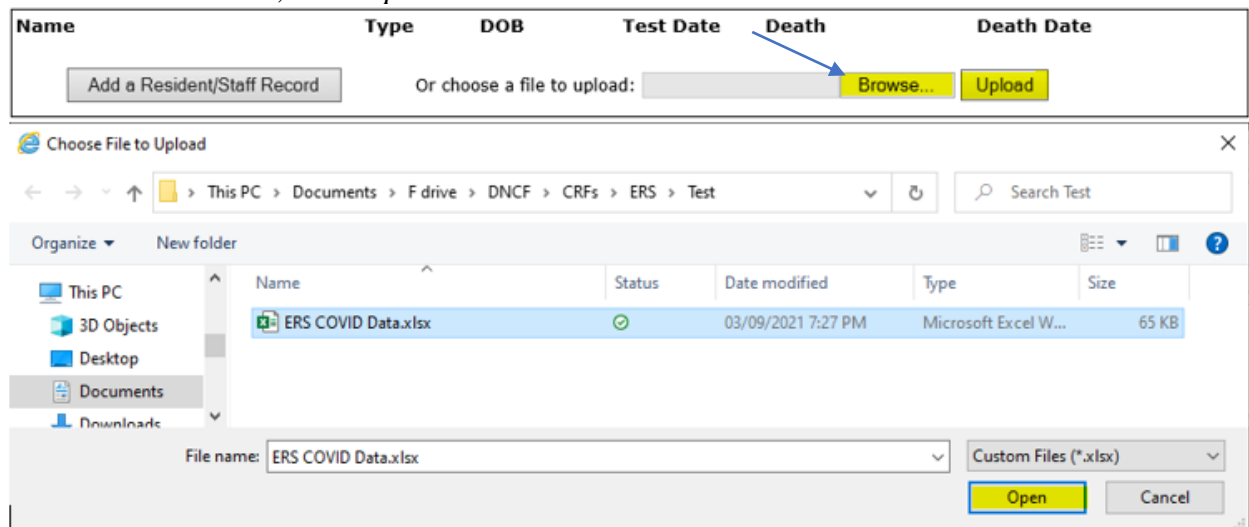 Name Type DOB Test Date Death Death Date
Add a Resident/Staff Record Or choose a file to upload: Browse... Upload
Choose File to Upload
This PC > Documents > F drive > DNCF > CRFs > ERS > Test Search Test
Organize New folder
Name Status Date modified Type Size
This PC
ERS COVID Data.xlsx 03/09/2021 7:27 PM Microsoft Excel W... 65 KB
3D Objects
Desktop
Documents
Downloads
File name: ERS COVID Data.xlsx Custom Files (*.xlsx)
Open Cancel